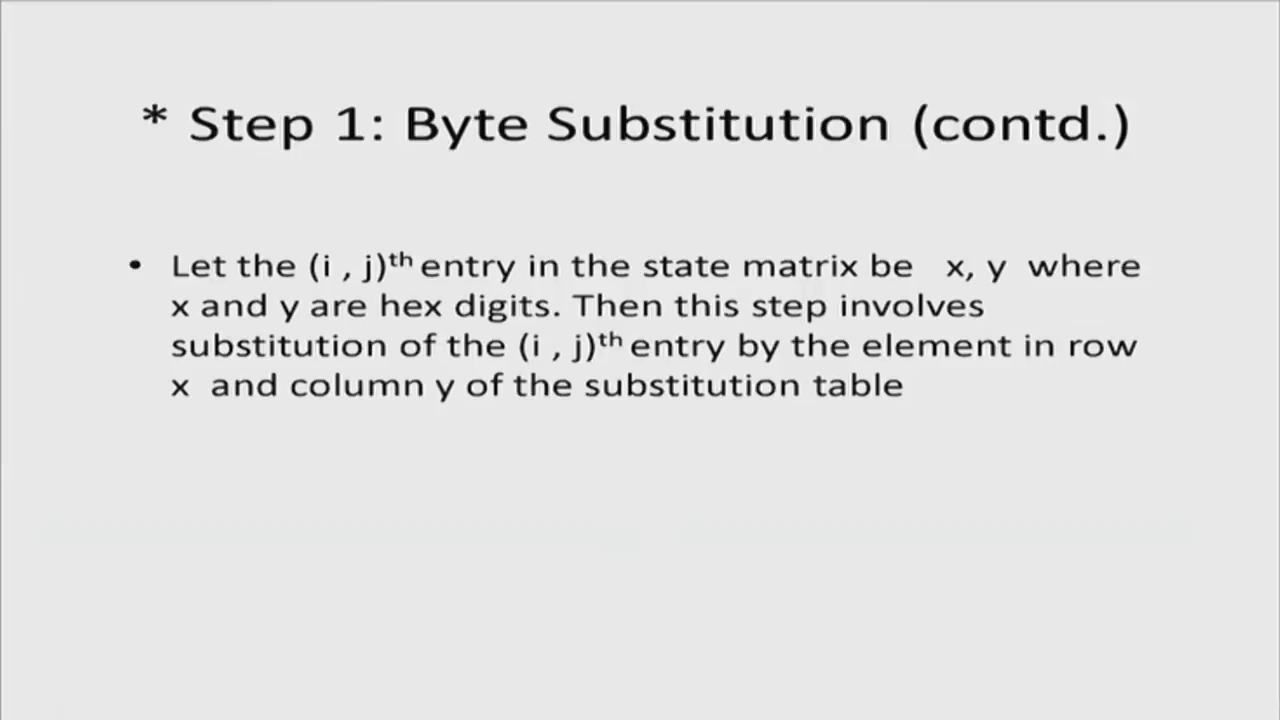 * Step 1: Byte Substitution (contd.)
• Let the (i , j)th entry in the state matrix be x, y where
x and y are hex digits. Then this step involves
substitution of the (i , j)th entry by the element in row
x and column y of the substitution table